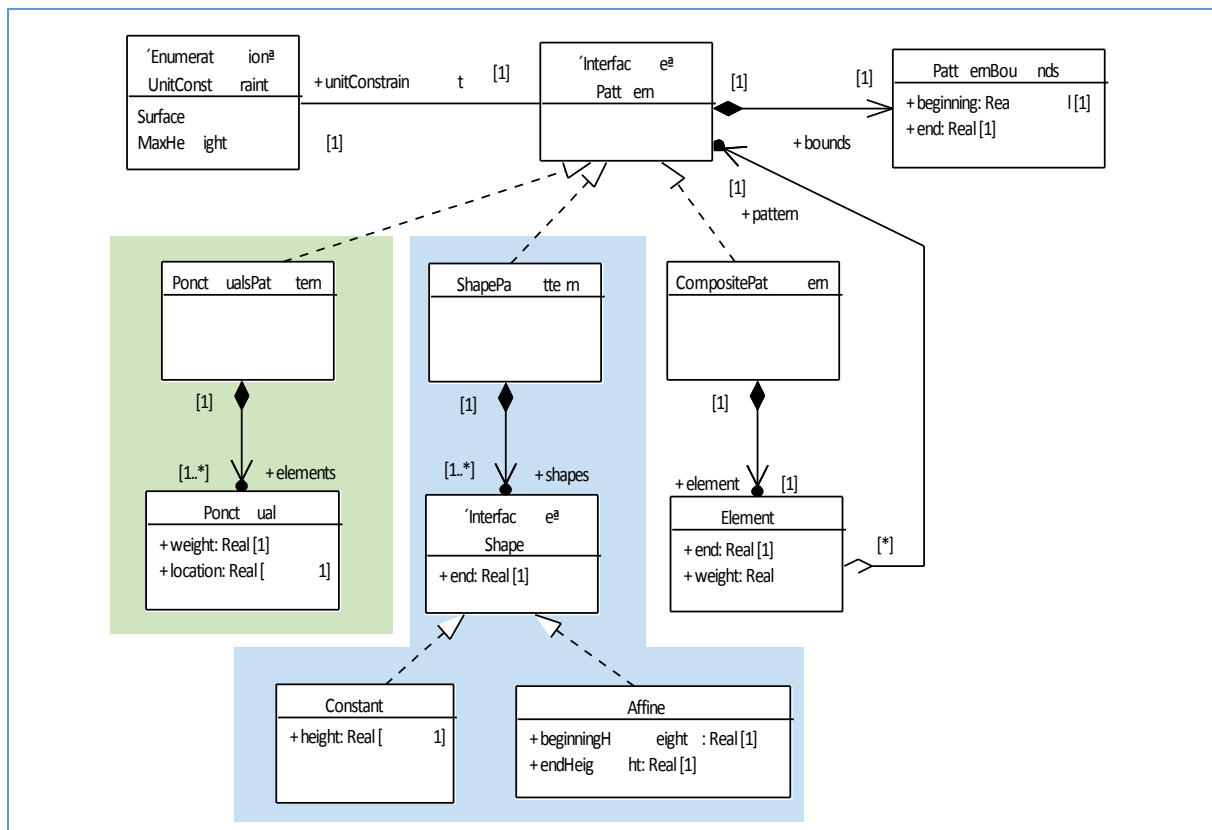 ´Enumerat ionª
UnitConst raint
Surface
MaxHe ight
+ unitConstrain t
[1]
[1]
´Interfac eª
Patt ern
[1]
[1]
+ bounds
Patt ernBou nds
+ beginning: Rea l [1]
+ end: Real [1]
[1]
+ pattern
Ponct ualsPat tern
[1]
[1..*]
+ elements
Ponct ual
+ weight: Real [1]
+ location: Real [ 1]
ShapePa tte rn
[1]
[1..*]
+ shapes
´Interfac eª
Shape
+ end: Real [1]
CompositePat ern
[1]
+ element
[1]
Element
+ end: Real [1]
+ weight: Real
[*]
Constant
+ height: Real [ 1]
Affine
+ beginningH eight : Real [1]
+ endHeig ht: Real [1]